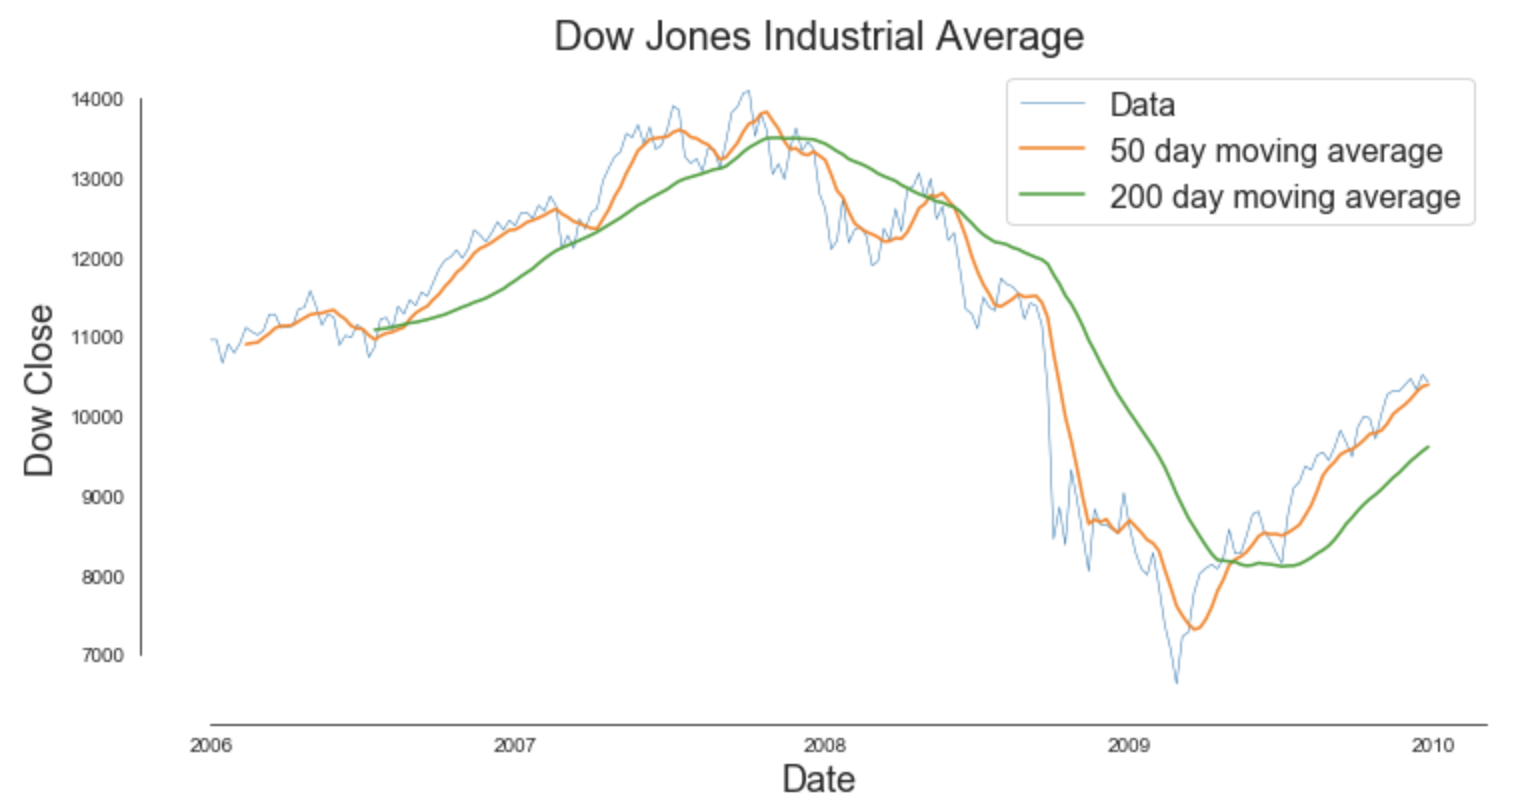 Dow Jones Industrial Average
Data
50 day moving average
200 day moving average
14000
13000
12000
11000
10000
9000
8000
7000
Dow Close
2006 2007 2008 2009 2010
Date